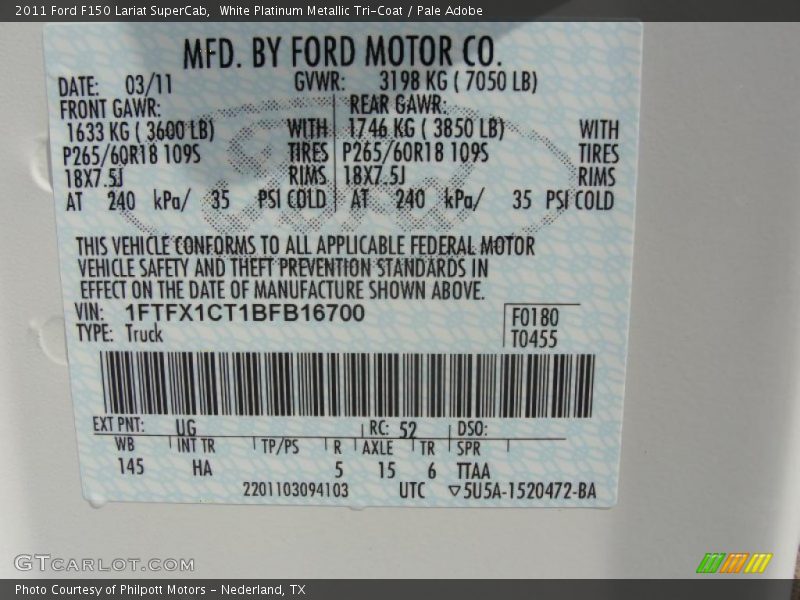 2011 Ford F150 Lariat SuperCab,  White Platinum Metallic Tri-Coat / Pale Adobe
MFD. BY FORD MOTOR CO.
DATE: 03/11 GVWR: 3198 KG ( 7050 LB)
FRONT GAWR: REAR GAWR:
1633 KG ( 3600 LB) WITH 1746 KG ( 3850 LB) WITH
P265/60R18 109S TIRES P265/60R18 109S TIRES
18X7.5J RIMS 18X7.5J RIMS
AT 240 kPa/ 35 PSI COLD AT 240 kPa/ 35 PSI COLD
THIS VEHICLE CONFORMS TO ALL APPLICABLE FEDERAL MOTOR
VEHICLE SAFETY AND THEFT PREVENTION STANDARDS IN
EFFECT ON THE DATE OF MANUFACTURE SHOWN ABOVE.
VIN: 1FTFX1CT1BFB16700 F0180
TYPE: Truck T0455
EXT PNT: UG RC: 52 DSO:
WB INT TR TP/PS R AXLE TR SPR
145 HA 5 15 6 TTAA
2201103094103 UTC ▽5U5A-1520472-BA
GTCARLOT.COM
Photo Courtesy of Philpott Motors - Nederland, TX